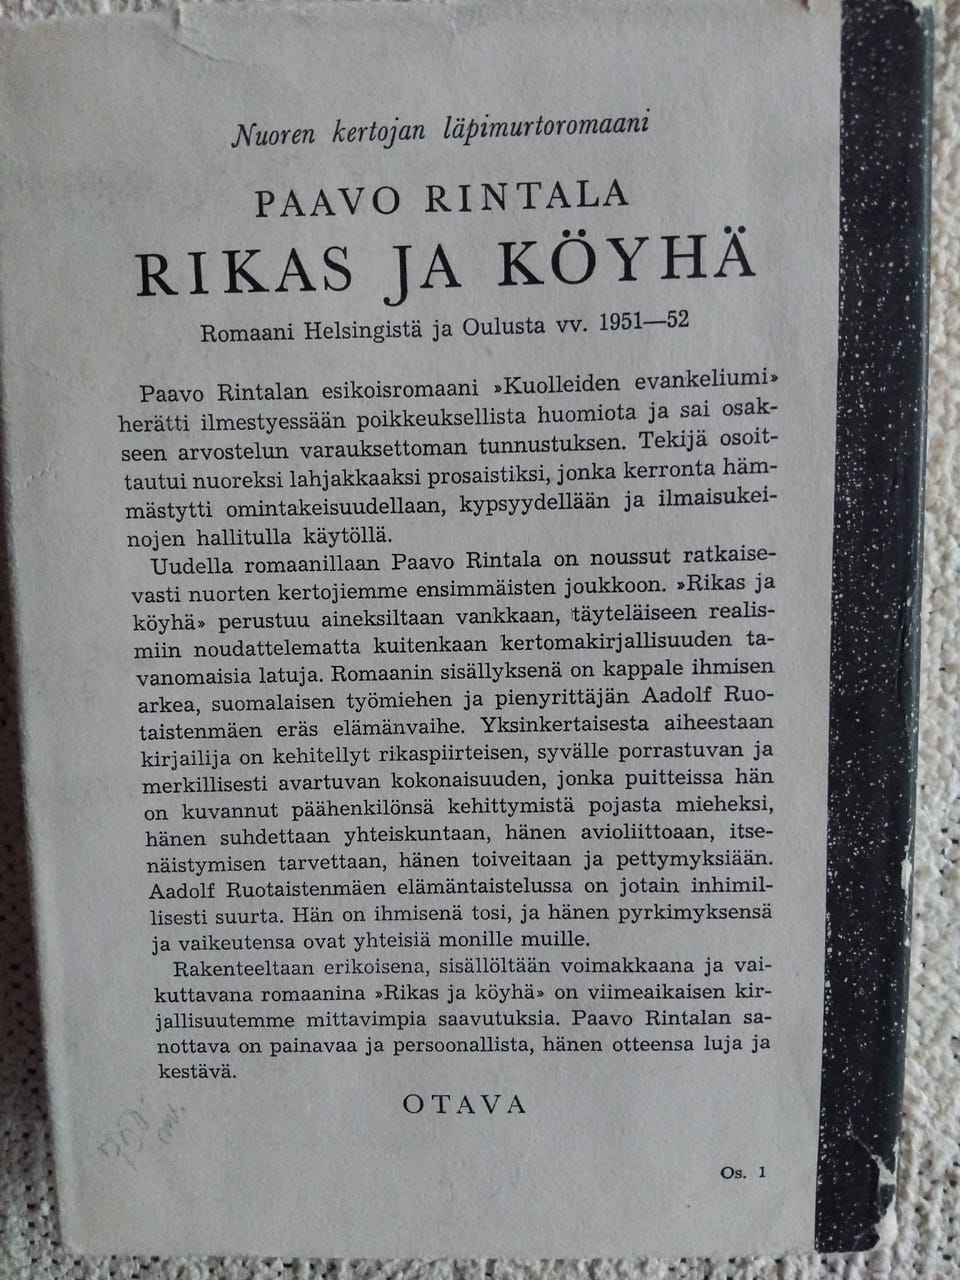 Nuoren kertojan läpimurtoromaani
PAAVO RINTALA
RIKAS JA KÖYHÄ
Romaani Helsingistä ja Oulusta vv. 1951—52
Paavo Rintalan esikoisromaani »Kuolleiden evankeliumi»
herätti ilmestyessään poikkeuksellista huomiota ja sai osak-
seen arvostelun varauksettoman tunnustuksen. Tekijä osoit-
tautui nuoreksi lahjakkaaksi prosaistiksi, jonka kerronta häm-
mästytti omintakeisuudellaan, kypsyydellään ja ilmaisukei-
nojen hallitulla käytöllä.
Uudella romaanillaan Paavo Rintala on noussut ratkaise-
vasti nuorten kertojiemme ensimmäisten joukkoon. »Rikas ja
köyhä» perustuu aineksiltaan vankkaan, täyteläiseen realis-
miin noudattelematta kuitenkaan kertomakirjallisuuden ta-
vanomaisia latuja. Romaanin sisällyksenä on kappale ihmisen
arkea, suomalaisen työmiehen ja pienyrittäjän Aadolf Ruo-
taistenmäen eräs elämänvaihe. Yksinkertaisesta aiheestaan
kirjailija on kehitellyt rikaspiirteisen, syvälle porrastuvan ja
merkillisesti avartuvan kokonaisuuden, jonka puitteissa hän
on kuvannut päähenkilönsä kehittymistä pojasta mieheksi,
hänen suhdettaan yhteiskuntaan, hänen avioliittoaan, itse-
näistymisen tarvettaan, hänen toiveitaan ja pettymyksiään.
Aadolf Ruotaistenmäen elämäntaistelussa on jotain inhimil-
lisesti suurta. Hän on ihmisenä tosi, ja hänen pyrkimyksensä
ja vaikeutensa ovat yhteisiä monille muille.
Rakenteeltaan erikoisena, sisällöltään voimakkaana ja vai-
kuttavana romaanina »Rikas ja köyhä» on viimeaikaisen kir-
jallisuutemme mittavimpia saavutuksia. Paavo Rintalan sa-
nottava on painavaa ja persoonallista, hänen otteensa luja ja
kestävä.
OTAVA
Os. 1